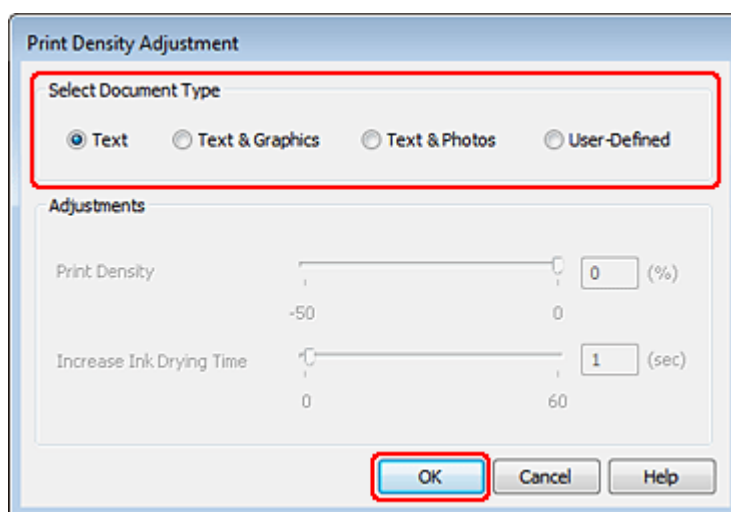 Print Density Adjustment
Select Document Type
Text Text & Graphics Text & Photos User-Defined
Adjustments
Print Density 0 (%)
-50 0
Increase Ink Drying Time 1 (sec)
0 60
OK Cancel Help